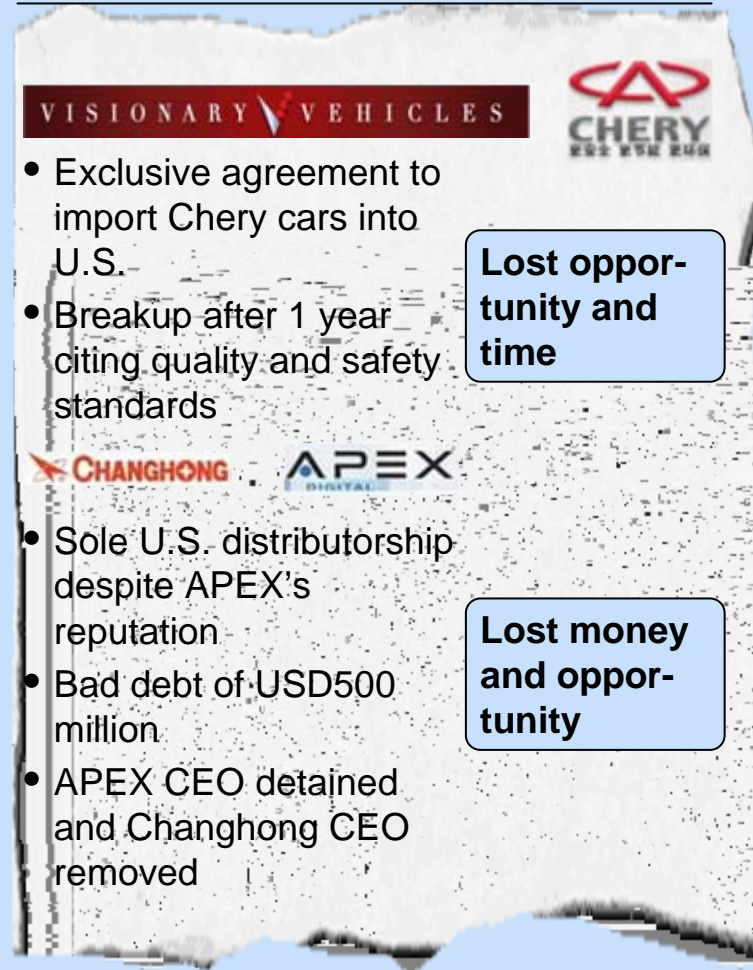 VISIONARY VEHICLES
CHERY
• Exclusive agreement to
import Chery cars into
U.S.
• Breakup after 1 year
citing quality and safety
standards
Lost oppor-
tunity and
time
CHANGHONG
APEX
DIGITAL
• Sole U.S. distributorship
despite APEX’s
reputation
• Bad debt of USD500
million
• APEX CEO detained
and Changhong CEO
removed
Lost money
and oppor-
tunity